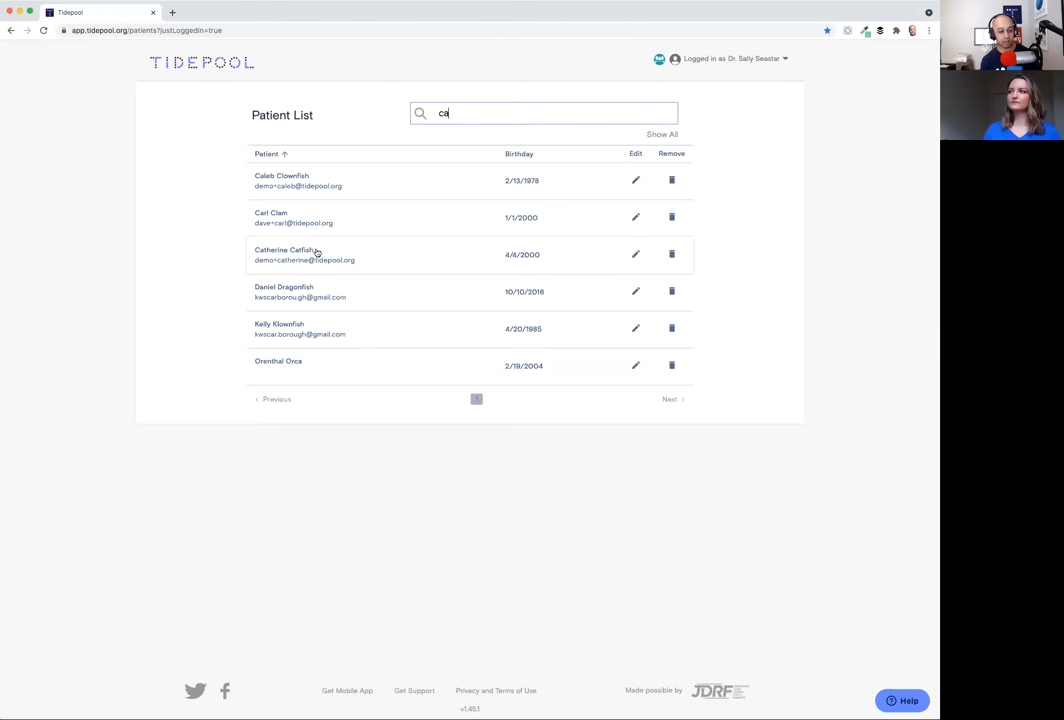 Tidepool
app.tidepool.org/patients?justLoggedIn=true
TIDEPOOL
Logged in as Dr. Sally Seastar
Patient List
ca
Show All
Patient Birthday Edit Remove
Caleb Clownfish
demo+caleb@tidepool.org
2/13/1978
Carl Clam
dave+carl@tidepool.org
1/1/2000
Catherine Catfish
demo+catherine@tidepool.org
4/4/2000
Daniel Dragonfish
kwscarborou.gh@gmail.com
10/10/2016
Kelly Klownfish
kwscar.borough@gmail.com
4/20/1985
Orenthal Orca
2/19/2004
‹ Previous 1 Next ›
Get Mobile App Get Support Privacy and Terms of Use Made possible by JDRF
v1.45.1
Help